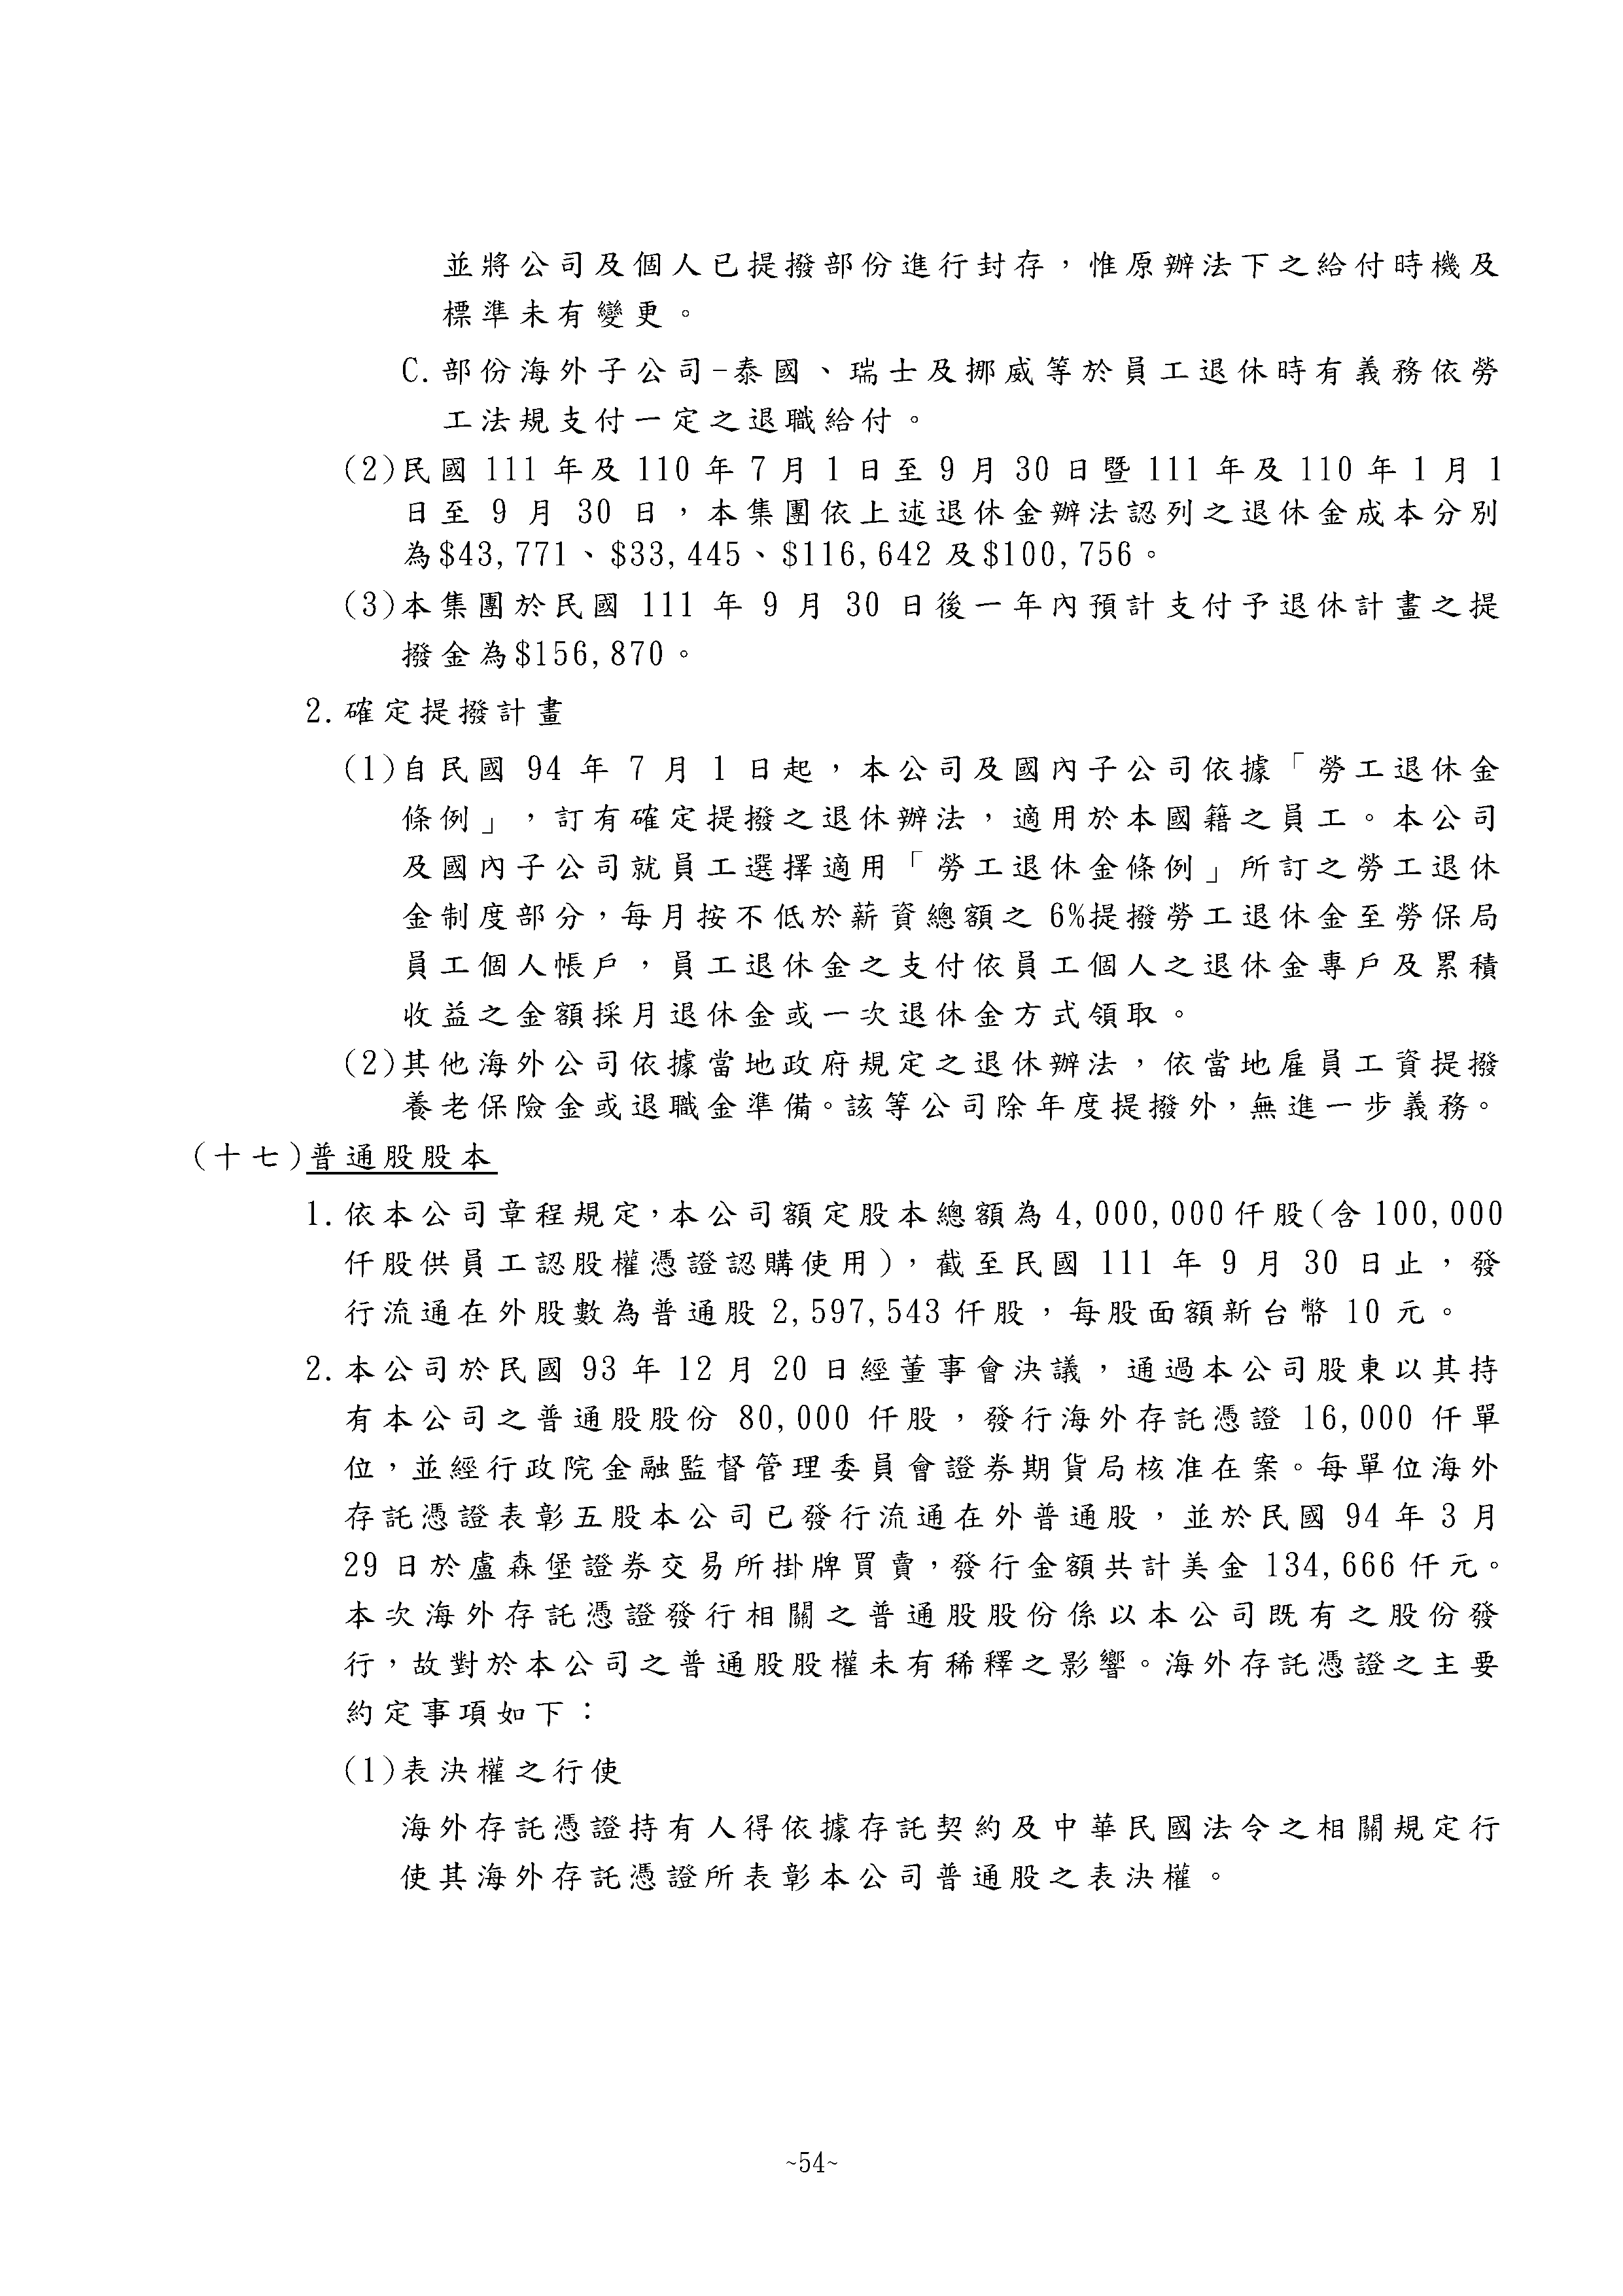 並將公司及個人已提撥部份進行封存，惟原辦法下之給付時機及
標準未有變更。
C.部份海外子公司-泰國、瑞士及挪威等於員工退休時有義務依勞
工法規支付一定之退職給付。
(2)民國 111 年及 110 年 7 月 1 日至 9 月 30 日暨 111 年及 110 年 1 月 1
日至 9 月 30 日，本集團依上述退休金辦法認列之退休金成本分別
為$43,771、$33,445、$116,642 及$100,756。
(3)本集團於民國 111 年 9 月 30 日後一年內預計支付予退休計畫之提
撥金為$156,870。
2.確定提撥計畫
(1)自民國 94 年 7 月 1 日起，本公司及國內子公司依據「勞工退休金
條例」，訂有確定提撥之退休辦法，適用於本國籍之員工。本公司
及國內子公司就員工選擇適用「勞工退休金條例」所訂之勞工退休
金制度部分，每月按不低於薪資總額之 6%提撥勞工退休金至勞保局
員工個人帳戶，員工退休金之支付依員工個人之退休金專戶及累積
收益之金額採月退休金或一次退休金方式領取。
(2)其他海外公司依據當地政府規定之退休辦法，依當地雇員工資提撥
養老保險金或退職金準備。該等公司除年度提撥外，無進一步義務。
(十七)普通股股本
1.依本公司章程規定，本公司額定股本總額為 4,000,000 仟股(含 100,000
仟股供員工認股權憑證認購使用)，截至民國 111 年 9 月 30 日止，發
行流通在外股數為普通股 2,597,543 仟股，每股面額新台幣 10 元。
2.本公司於民國 93 年 12 月 20 日經董事會決議，通過本公司股東以其持
有本公司之普通股股份 80,000 仟股，發行海外存託憑證 16,000 仟單
位，並經行政院金融監督管理委員會證券期貨局核准在案。每單位海外
存託憑證表彰五股本公司已發行流通在外普通股，並於民國 94 年 3 月
29 日於盧森堡證券交易所掛牌買賣，發行金額共計美金 134,666 仟元。
本次海外存託憑證發行相關之普通股股份係以本公司既有之股份發
行，故對於本公司之普通股股權未有稀釋之影響。海外存託憑證之主要
約定事項如下：
(1)表決權之行使
海外存託憑證持有人得依據存託契約及中華民國法令之相關規定行
使其海外存託憑證所表彰本公司普通股之表決權。
~54~